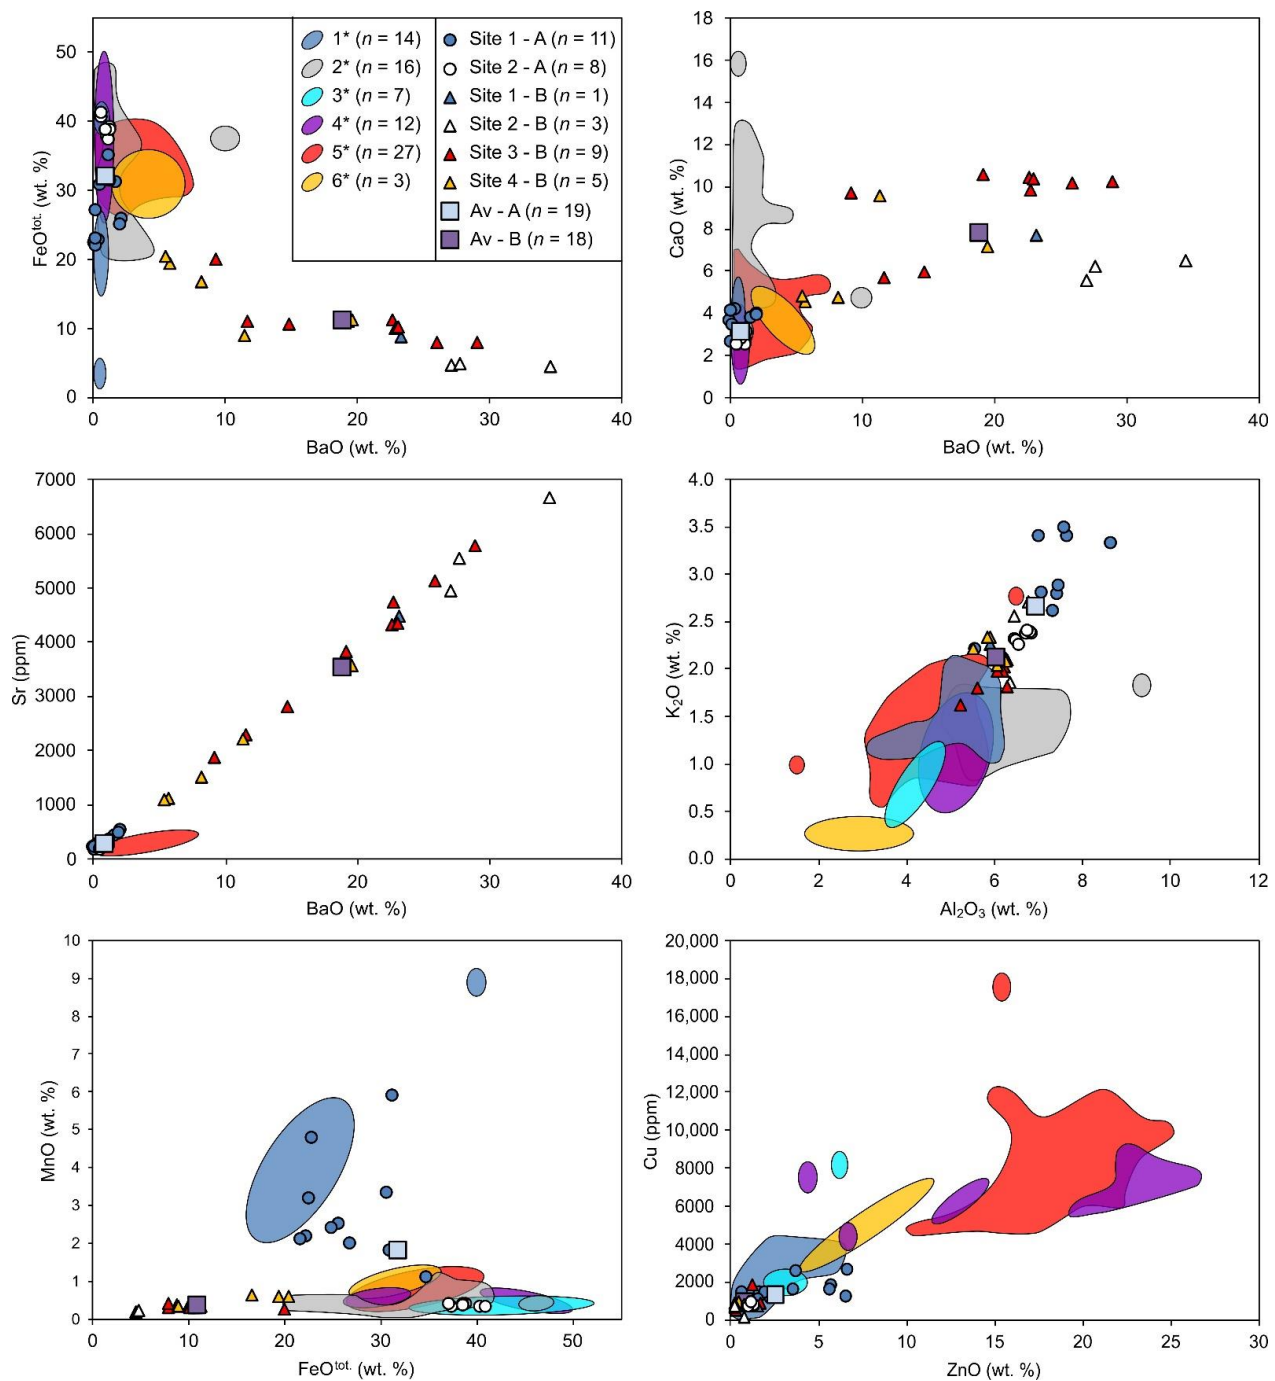 50
40
30
20
10
0
FeOᵗᵒᵗ· (wt. %)
0 10 20 30 40
BaO (wt. %)
1* (n = 14)
2* (n = 16)
3* (n = 7)
4* (n = 12)
5* (n = 27)
6* (n = 3)
Site 1 - A (n = 11)
Site 2 - A (n = 8)
Site 1 - B (n = 1)
Site 2 - B (n = 3)
Site 3 - B (n = 9)
Site 4 - B (n = 5)
Av - A (n = 19)
Av - B (n = 18)
18
16
14
12
10
8
6
4
2
0
CaO (wt. %)
0 10 20 30 40
BaO (wt. %)
7000
6000
5000
4000
3000
2000
1000
0
Sr (ppm)
0 10 20 30 40
BaO (wt. %)
4.0
3.5
3.0
2.5
2.0
1.5
1.0
0.5
0.0
K₂O (wt. %)
0 2 4 6 8 10 12
Al₂O₃ (wt. %)
10
9
8
7
6
5
4
3
2
1
0
MnO (wt. %)
0 10 20 30 40 50
FeOᵗᵒᵗ· (wt. %)
20,000
18,000
16,000
14,000
12,000
10,000
8000
6000
4000
2000
0
Cu (ppm)
0 5 10 15 20 25 30
ZnO (wt. %)